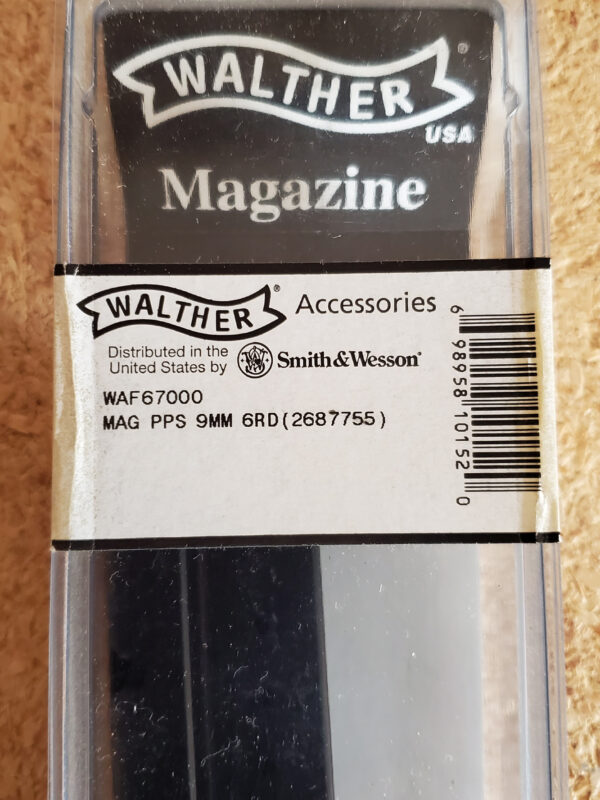 WALTHER®
USA
Magazine
WALTHER® Accessories
Distributed in the
United States by Smith&Wesson®
WAF67000
MAG PPS 9MM 6RD(2687755)
6 98958 10152 0